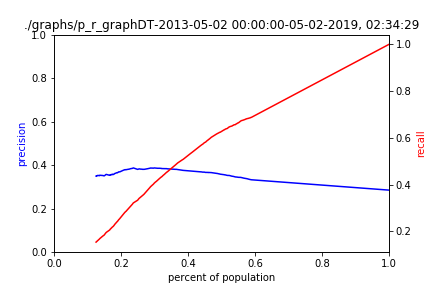 ./graphs/p_r_graphDT-2013-05-02 00:00:00-05-02-2019, 02:34:29
1.0
0.8
0.6
0.4
0.2
0.0
precision
1.0
0.8
0.6
0.4
0.2
recall
0.0 0.2 0.4 0.6 0.8 1.0
percent of population